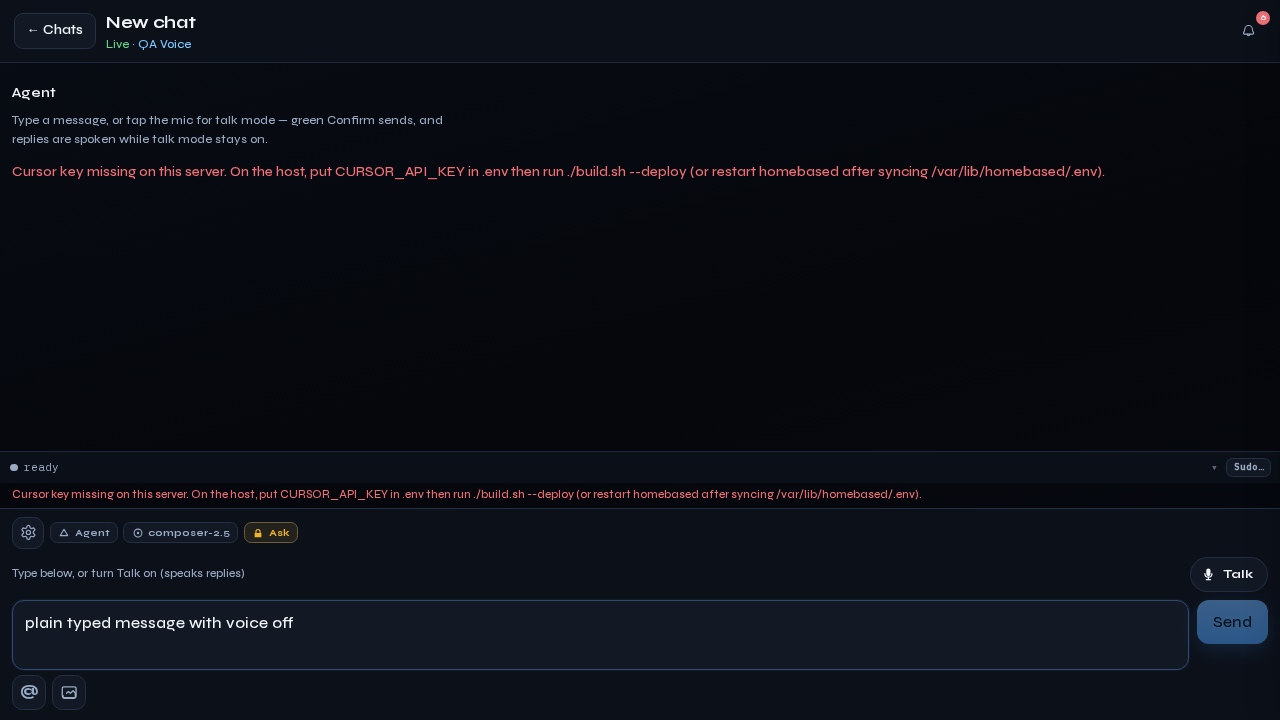 ← Chats
New chat
Live · QA Voice
Agent
Type a message, or tap the mic for talk mode — green Confirm sends, and
replies are spoken while talk mode stays on.
Cursor key missing on this server. On the host, put CURSOR_API_KEY in .env then run ./build.sh --deploy (or restart homebased after syncing /var/lib/homebased/.env).
ready
▾
Sudo…
Cursor key missing on this server. On the host, put CURSOR_API_KEY in .env then run ./build.sh --deploy (or restart homebased after syncing /var/lib/homebased/.env).
Agent
composer-2.5
Ask
Type below, or turn Talk on (speaks replies)
Talk
plain typed message with voice off
Send
@